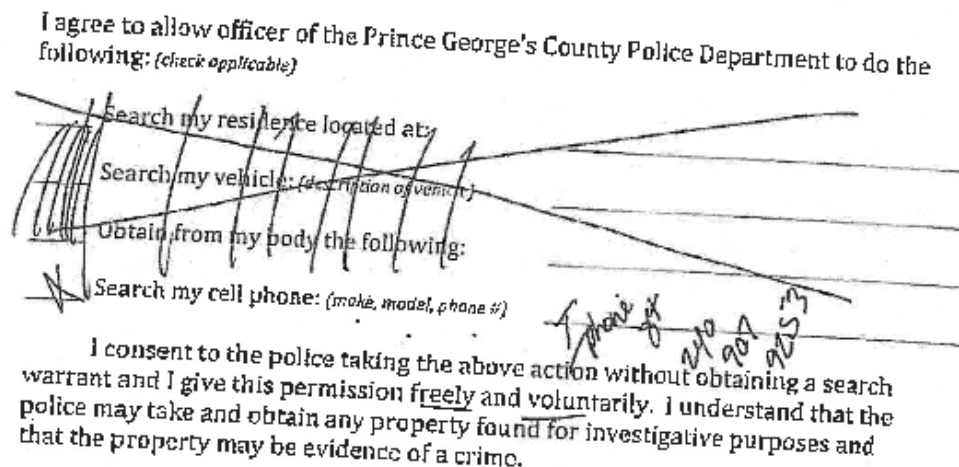 I agree to allow officer of the Prince George's County Police Department to do the
following: (check applicable)
Search my residence located at:
Search my vehicle: (description of vehicle)
Obtain from my body the following:
Search my cell phone: (make, model, phone #)
Iphone 240
I consent to the police taking the above action without obtaining a search
warrant and I give this permission freely and voluntarily. I understand that the
police may take and obtain any property found for investigative purposes and
that the property may be evidence of a crime.